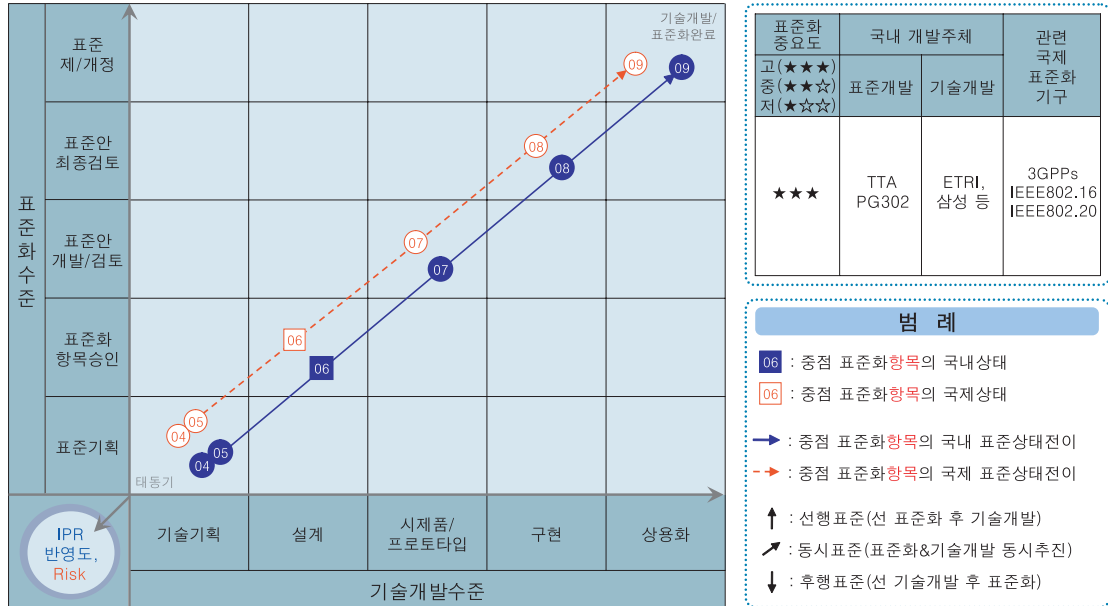 기술개발/
표준화완료
표준
제/개정
표준안
최종검토
표준안
개발/검토
표준화
항목승인
표준기획
표준화수준
09
09
08
08
07
07
06
06
05
04
05
04
태동기
IPR
반영도,
Risk
기술기획
설계
시제품/
프로토타입
구현
상용화
기술개발수준
표준화
중요도
국내 개발주체
관련
국제
표준화
기구
고(★★★)
중(★★☆)
저(★☆☆)
표준개발
기술개발
★★★
TTA
PG302
ETRI,
삼성 등
3GPPs
IEEE802.16
IEEE802.20
범 례
06 : 중점 표준화항목의 국내상태
06 : 중점 표준화항목의 국제상태
: 중점 표준화항목의 국내 표준상태전이
: 중점 표준화항목의 국제 표준상태전이
: 선행표준(선 표준화 후 기술개발)
: 동시표준(표준화&기술개발 동시추진)
: 후행표준(선 기술개발 후 표준화)